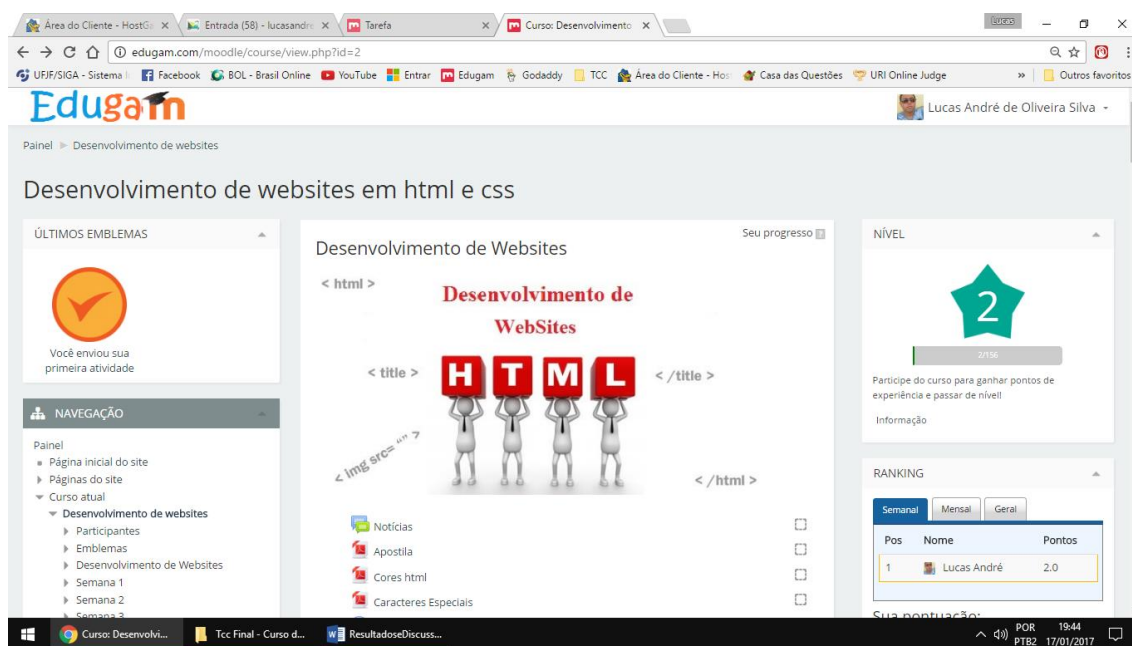 Área do Cliente - HostGa
Entrada (58) - lucasandre
Tarefa
Curso: Desenvolvimento
Lucas
edugam.com/moodle/course/view.php?id=2
UFJF/SIGA - Sistema I
Facebook
BOL - Brasil Online
YouTube
Entrar
Edugam
Godaddy
TCC
Área do Cliente - Hos
Casa das Questões
URI Online Judge
»
Outros favoritos
Edugam
Lucas André de Oliveira Silva
Painel
Desenvolvimento de websites
Desenvolvimento de websites em html e css
ÚLTIMOS EMBLEMAS
Você enviou sua
primeira atividade
NAVEGAÇÃO
Painel
Página inicial do site
Páginas do site
Curso atual
Desenvolvimento de websites
Participantes
Emblemas
Desenvolvimento de Websites
Semana 1
Semana 2
Semana 3
Seu progresso
Desenvolvimento de Websites
< html >
Desenvolvimento de
WebSites
< title >
H T M L
< /title >
< img src= “” ?
< /html >
Notícias
Apostila
Cores html
Caracteres Especiais
NÍVEL
2
2/156
Participe do curso para ganhar pontos de
experiência e passar de nível!
Informação
RANKING
Semanal
Mensal
Geral
Pos Nome Pontos
1 Lucas André 2.0
Sua pontuação:
Curso: Desenvolvi...
Tcc Final - Curso d...
ResultadoseDiscuss...
POR
PTB2
19:44
17/01/2017